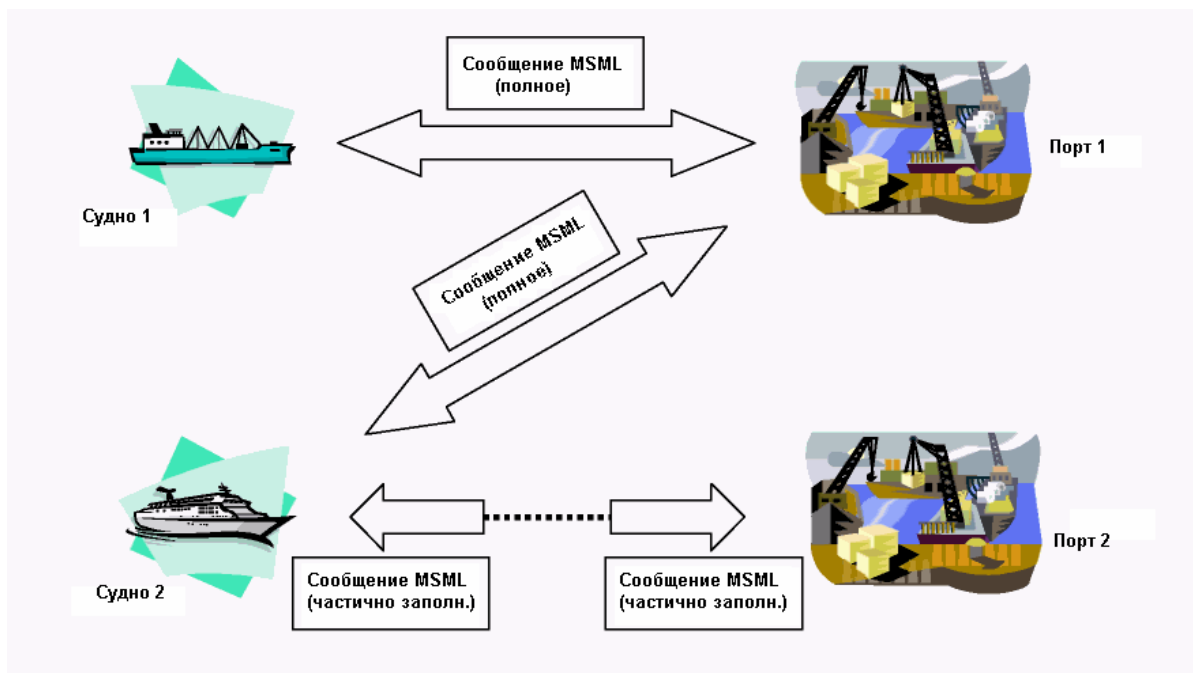 Сообщение MSML
(полное)
Порт 1
Судно 1
Сообщение MSML
(полное)
Порт 2
Судно 2
Сообщение MSML
(частично заполн.)
Сообщение MSML
(частично заполн.)